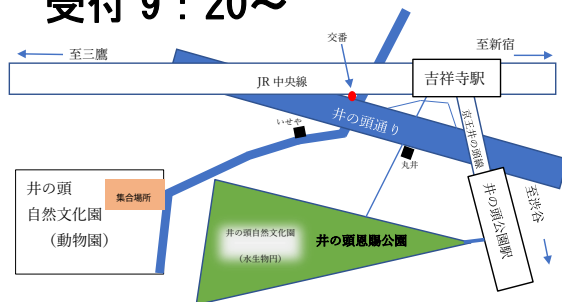 受付 9：20～
交番
至新宿
至三鷹
JR 中央線
吉祥寺駅
井の頭通り
京王井の頭線
いせや
丸井
井の頭
自然文化園
（動物園）
集合場所
井の頭公園駅
至渋谷
井の頭自然文化園
（水生物円）
井の頭恩賜公園